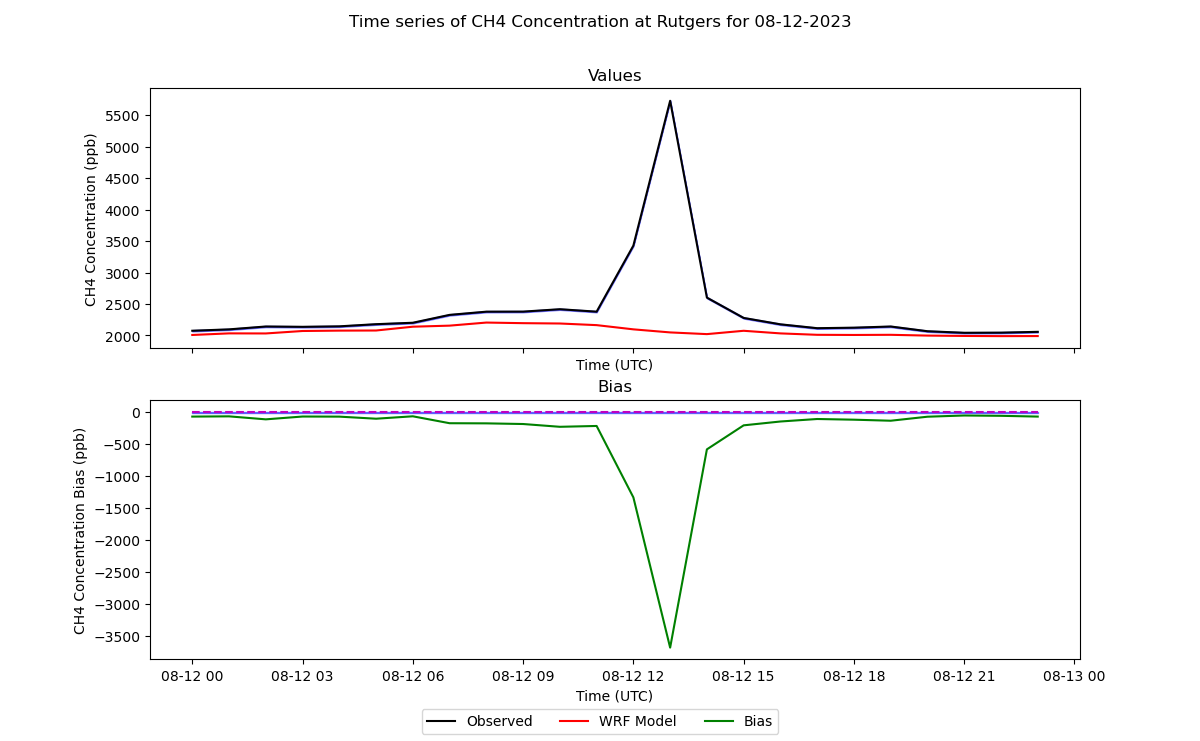 Time series of CH4 Concentration at Rutgers for 08-12-2023
Values
CH4 Concentration (ppb)
5500
5000
4500
4000
3500
3000
2500
2000
Time (UTC)
Bias
CH4 Concentration Bias (ppb)
0
−500
−1000
−1500
−2000
−2500
−3000
−3500
08-12 00 08-12 03 08-12 06 08-12 09 08-12 12 08-12 15 08-12 18 08-12 21 08-13 00
Time (UTC)
Observed WRF Model Bias